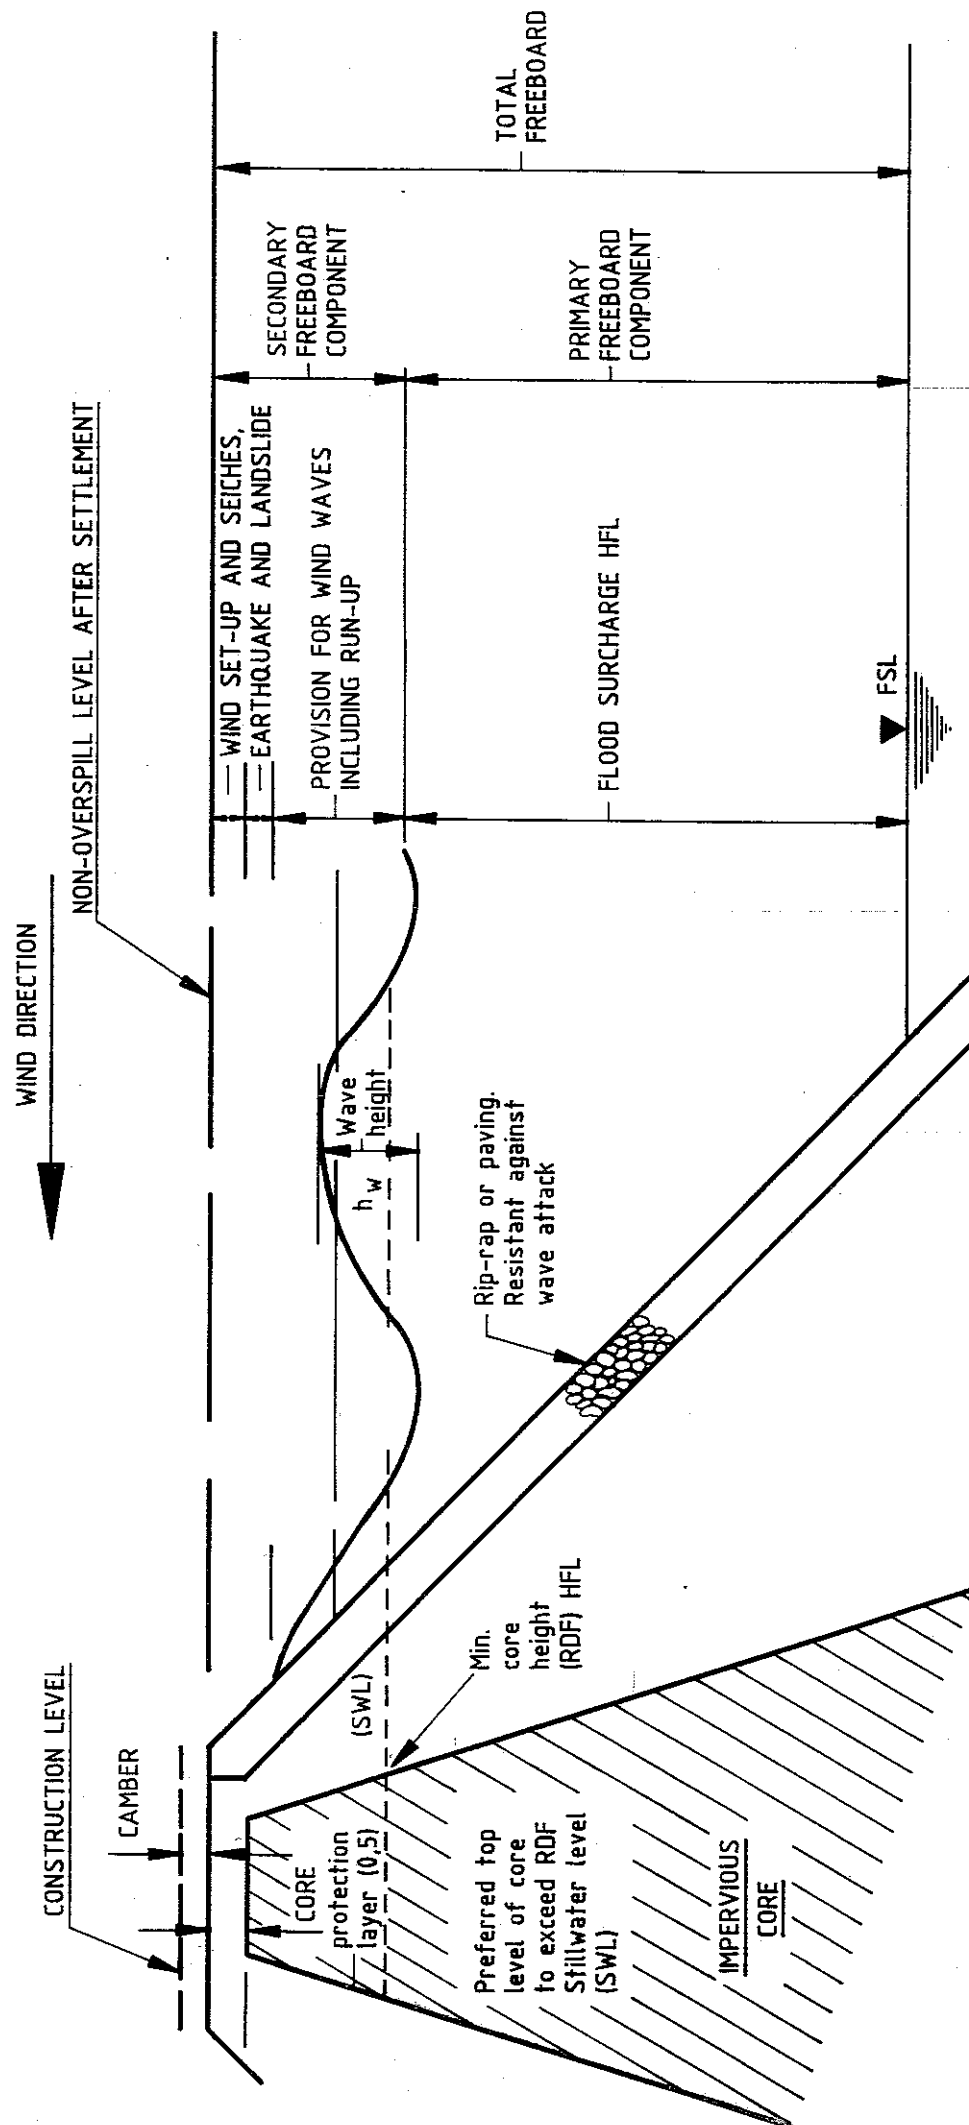 WIND DIRECTION
CONSTRUCTION LEVEL
CAMBER
NON-OVERSPILL LEVEL AFTER SETTLEMENT
WIND SET-UP AND SEICHES,
EARTHQUAKE AND LANDSLIDE
PROVISION FOR WIND WAVES
INCLUDING RUN-UP
SECONDARY
FREEBOARD
COMPONENT
TOTAL
FREEBOARD
CORE
protection
layer (0,5)
(SWL)
Wave
height
hw
Min.
core
height
(RDF) HFL
Rip-rap or paving.
Resistant against
wave attack
FLOOD SURCHARGE HFL
PRIMARY
FREEBOARD
COMPONENT
Preferred top
level of core
to exceed RDF
Stillwater level
(SWL)
IMPERVIOUS
CORE
FSL